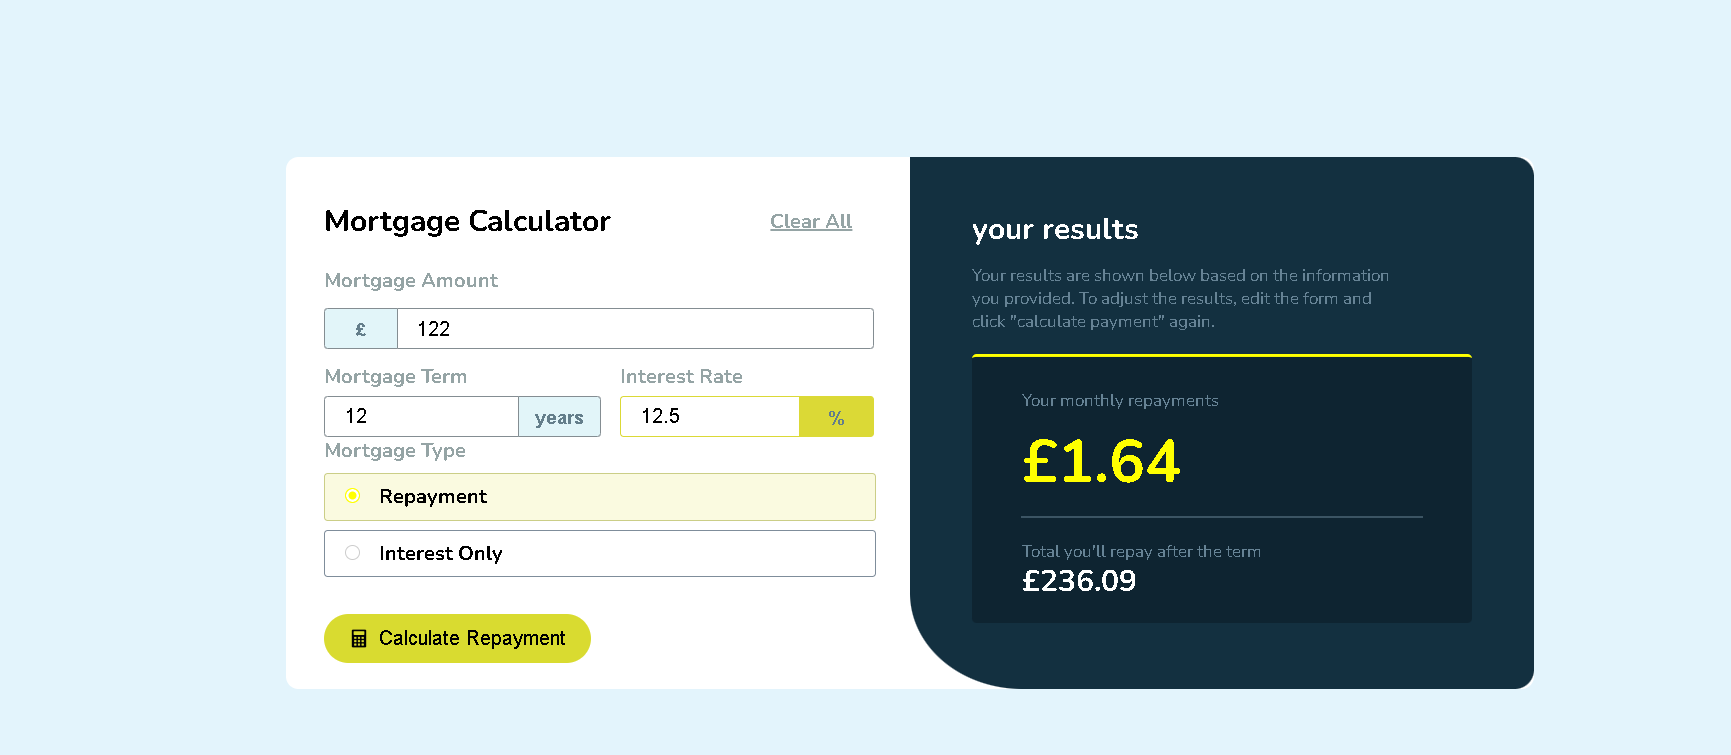 Mortgage Calculator
Clear All
Mortgage Amount
£ 122
Mortgage Term
Interest Rate
12 years
12.5 %
Mortgage Type
Repayment
Interest Only
Calculate Repayment
your results
Your results are shown below based on the information
you provided. To adjust the results, edit the form and
click "calculate payment" again.
Your monthly repayments
£1.64
Total you'll repay after the term
£236.09